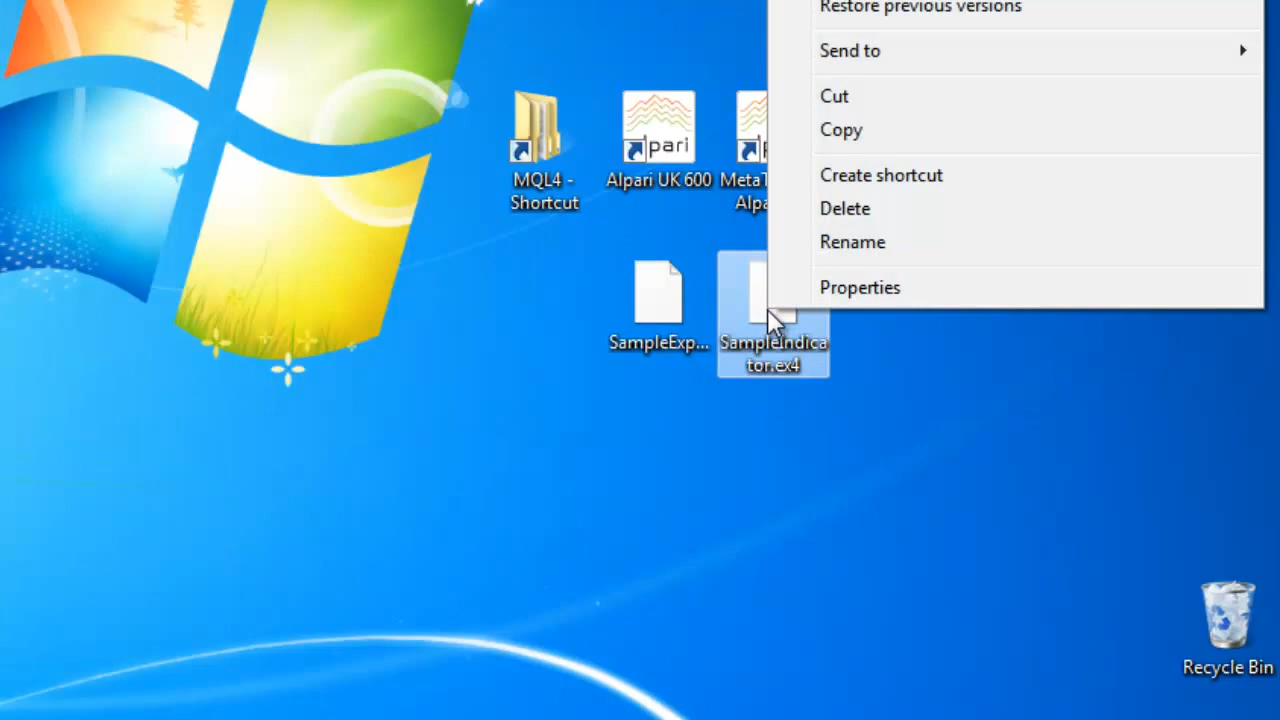 Restore previous versions
Send to
Cut
Copy
Create shortcut
Delete
Rename
Properties
pari
MQL4 -
Shortcut
Alpari UK 600
SampleExp...
SampleIndica
tor.ex4
Recycle Bin